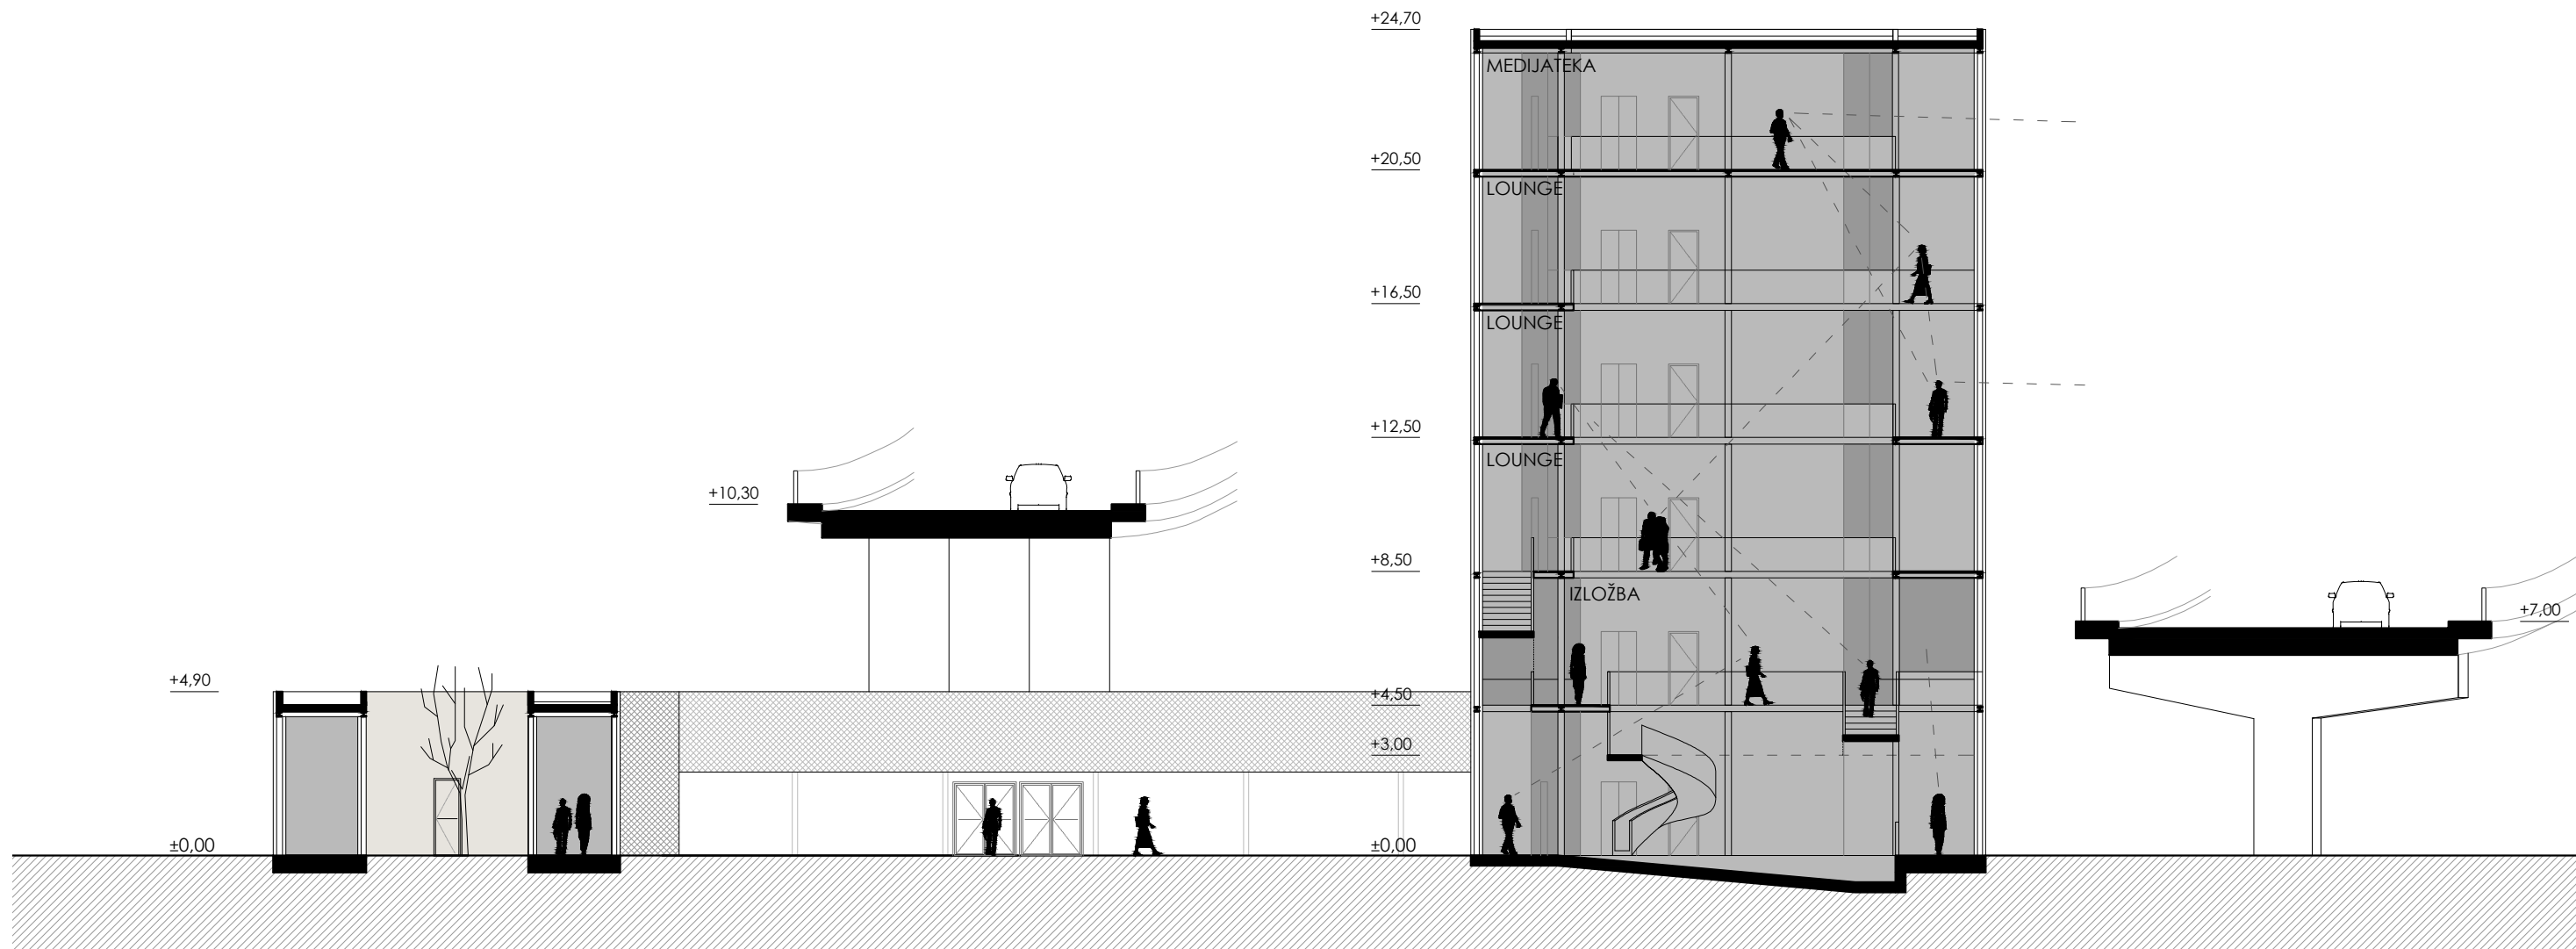 +24,70
MEDIJATEKA
+20,50
LOUNGE
+16,50
LOUNGE
+12,50
LOUNGE
+10,30
+8,50
IZLOŽBA
+7,00
+4,90
+4,50
+3,00
±0,00
±0,00